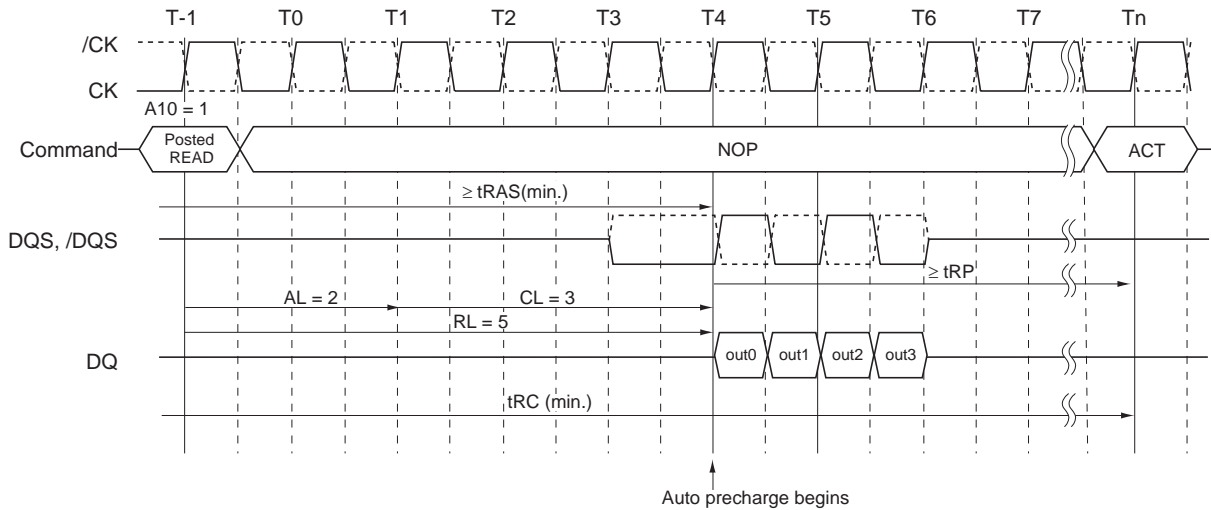 T-1 T0 T1 T2 T3 T4 T5 T6 T7 Tn
/CK
CK
A10 = 1
Command
Posted
READ
NOP
ACT
≥ tRAS(min.)
DQS, /DQS
≥ tRP
AL = 2
CL = 3
RL = 5
DQ
out0 out1 out2 out3
tRC (min.)
Auto precharge begins